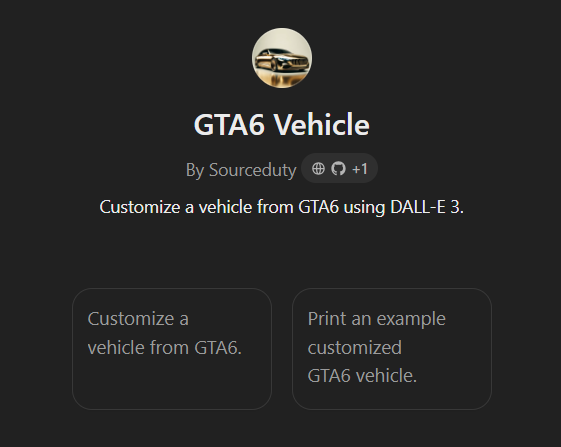 GTA6 Vehicle
By Sourceduty +1
Customize a vehicle from GTA6 using DALL-E 3.
Customize a
vehicle from GTA6.
Print an example
customized
GTA6 vehicle.